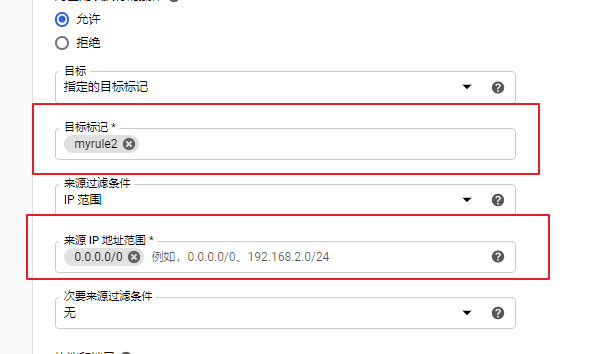 允许
拒绝
目标
指定的目标标记
目标标记 *
myrule2
来源过滤条件
IP 范围
来源 IP 地址范围 *
0.0.0.0/0 例如，0.0.0.0/0、192.168.2.0/24
次要来源过滤条件
无